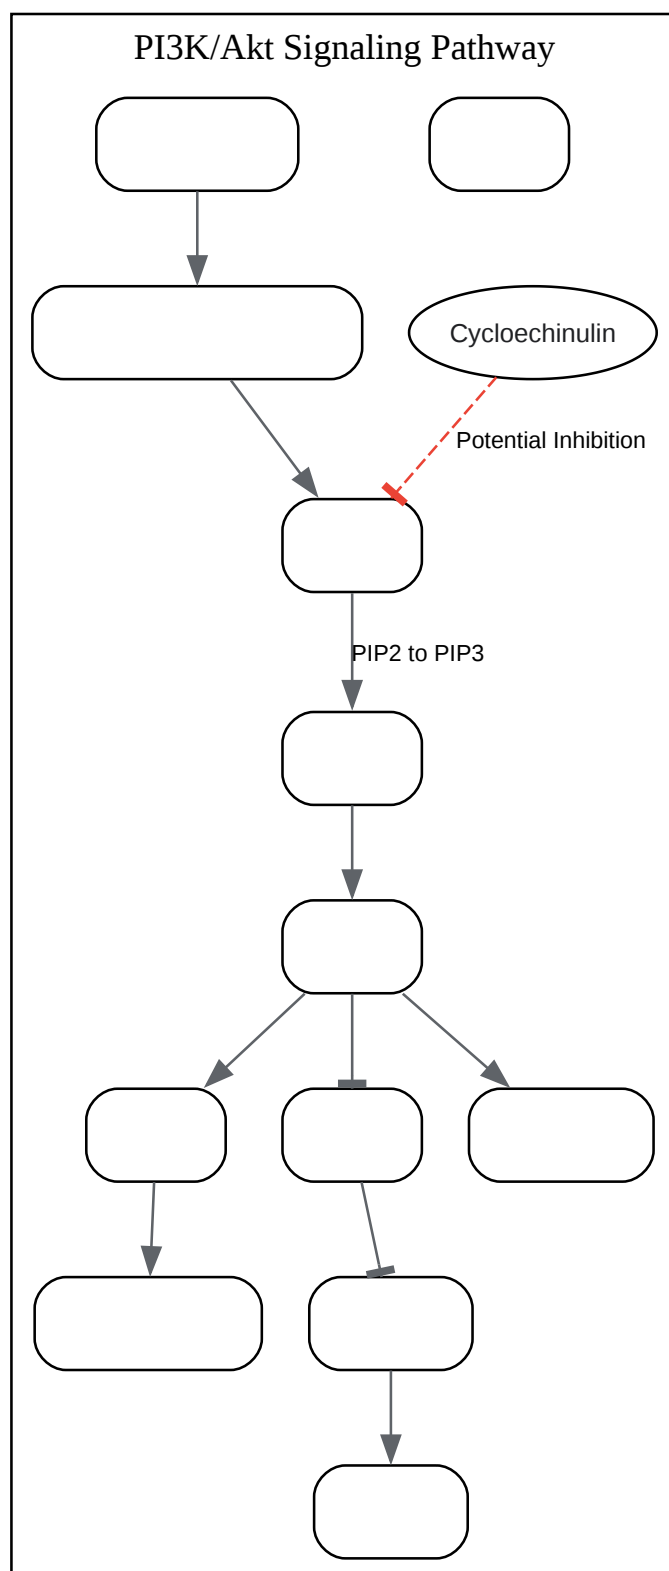 PI3K/Akt Signaling Pathway
Cycloechinulin
Potential Inhibition
PIP2 to PIP3